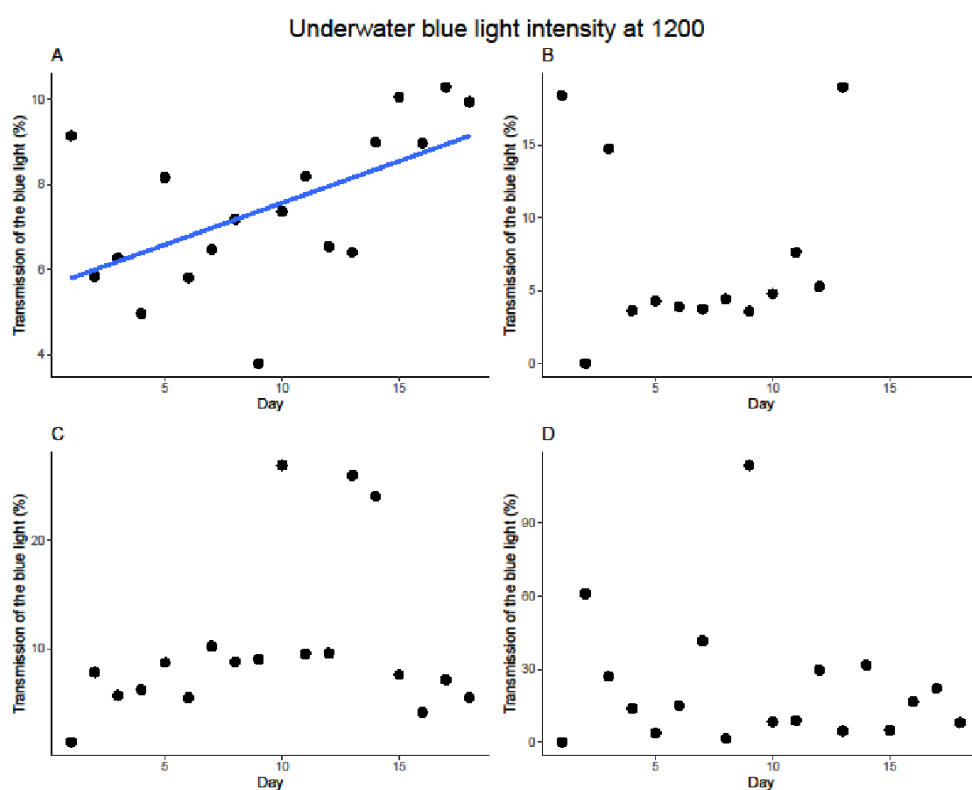 Underwater blue light intensity at 1200
A
Transmission of the blue light (%)
10
8
6
4
5
10
15
Day
B
Transmission of the blue light (%)
15
10
5
0
5
10
15
Day
C
Transmission of the blue light (%)
20
10
5
10
15
Day
D
Transmission of the blue light (%)
90
60
30
0
5
10
15
Day